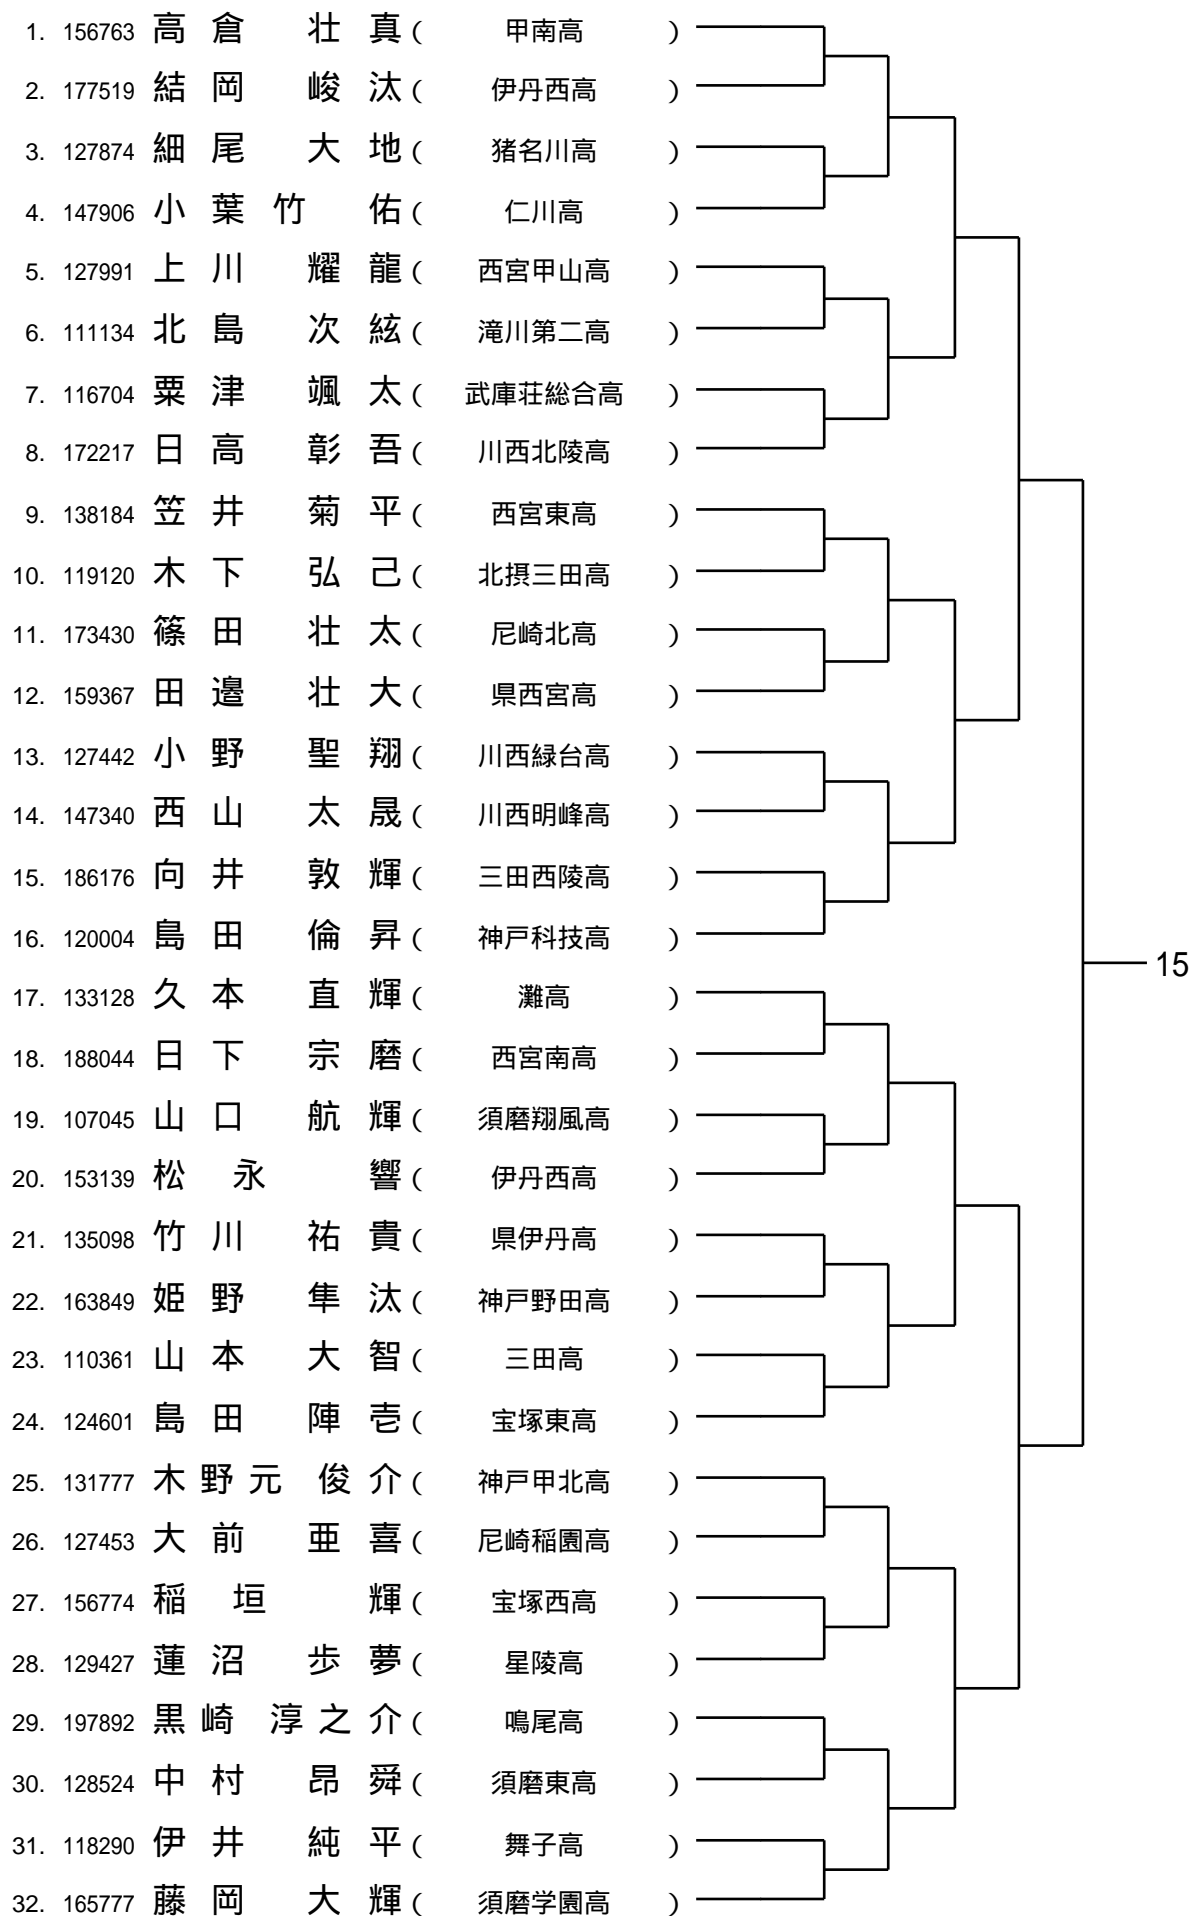 1. 156763 高倉 壮真 ( 甲南高 )
2. 177519 結岡 峻汰 ( 伊丹西高 )
3. 127874 細尾 大地 ( 猪名川高 )
4. 147906 小葉竹 佑 ( 仁川高 )
5. 127991 上川 耀龍 ( 西宮甲山高 )
6. 111134 北島 次絃 ( 滝川第二高 )
7. 116704 粟津 颯太 ( 武庫荘総合高 )
8. 172217 日高 彰吾 ( 川西北陵高 )
9. 138184 笠井 菊平 ( 西宮東高 )
10. 119120 木下 弘己 ( 北摂三田高 )
11. 173430 篠田 壮太 ( 尼崎北高 )
12. 159367 田邉 壮大 ( 県西宮高 )
13. 127442 小野 聖翔 ( 川西緑台高 )
14. 147340 西山 太晟 ( 川西明峰高 )
15. 186176 向井 敦輝 ( 三田西陵高 )
16. 120004 島田 倫昇 ( 神戸科技高 )
15
17. 133128 久本 直輝 ( 灘高 )
18. 188044 日下 宗磨 ( 西宮南高 )
19. 107045 山口 航輝 ( 須磨翔風高 )
20. 153139 松永 響 ( 伊丹西高 )
21. 135098 竹川 祐貴 ( 県伊丹高 )
22. 163849 姫野 隼汰 ( 神戸野田高 )
23. 110361 山本 大智 ( 三田高 )
24. 124601 島田 陣壱 ( 宝塚東高 )
25. 131777 木野元 俊介 ( 神戸甲北高 )
26. 127453 大前 亜喜 ( 尼崎稲園高 )
27. 156774 稲垣 輝 ( 宝塚西高 )
28. 129427 蓮沼 歩夢 ( 星陵高 )
29. 197892 黒崎 淳之介 ( 鳴尾高 )
30. 128524 中村 昂舜 ( 須磨東高 )
31. 118290 伊井 純平 ( 舞子高 )
32. 165777 藤岡 大輝 ( 須磨学園高 )